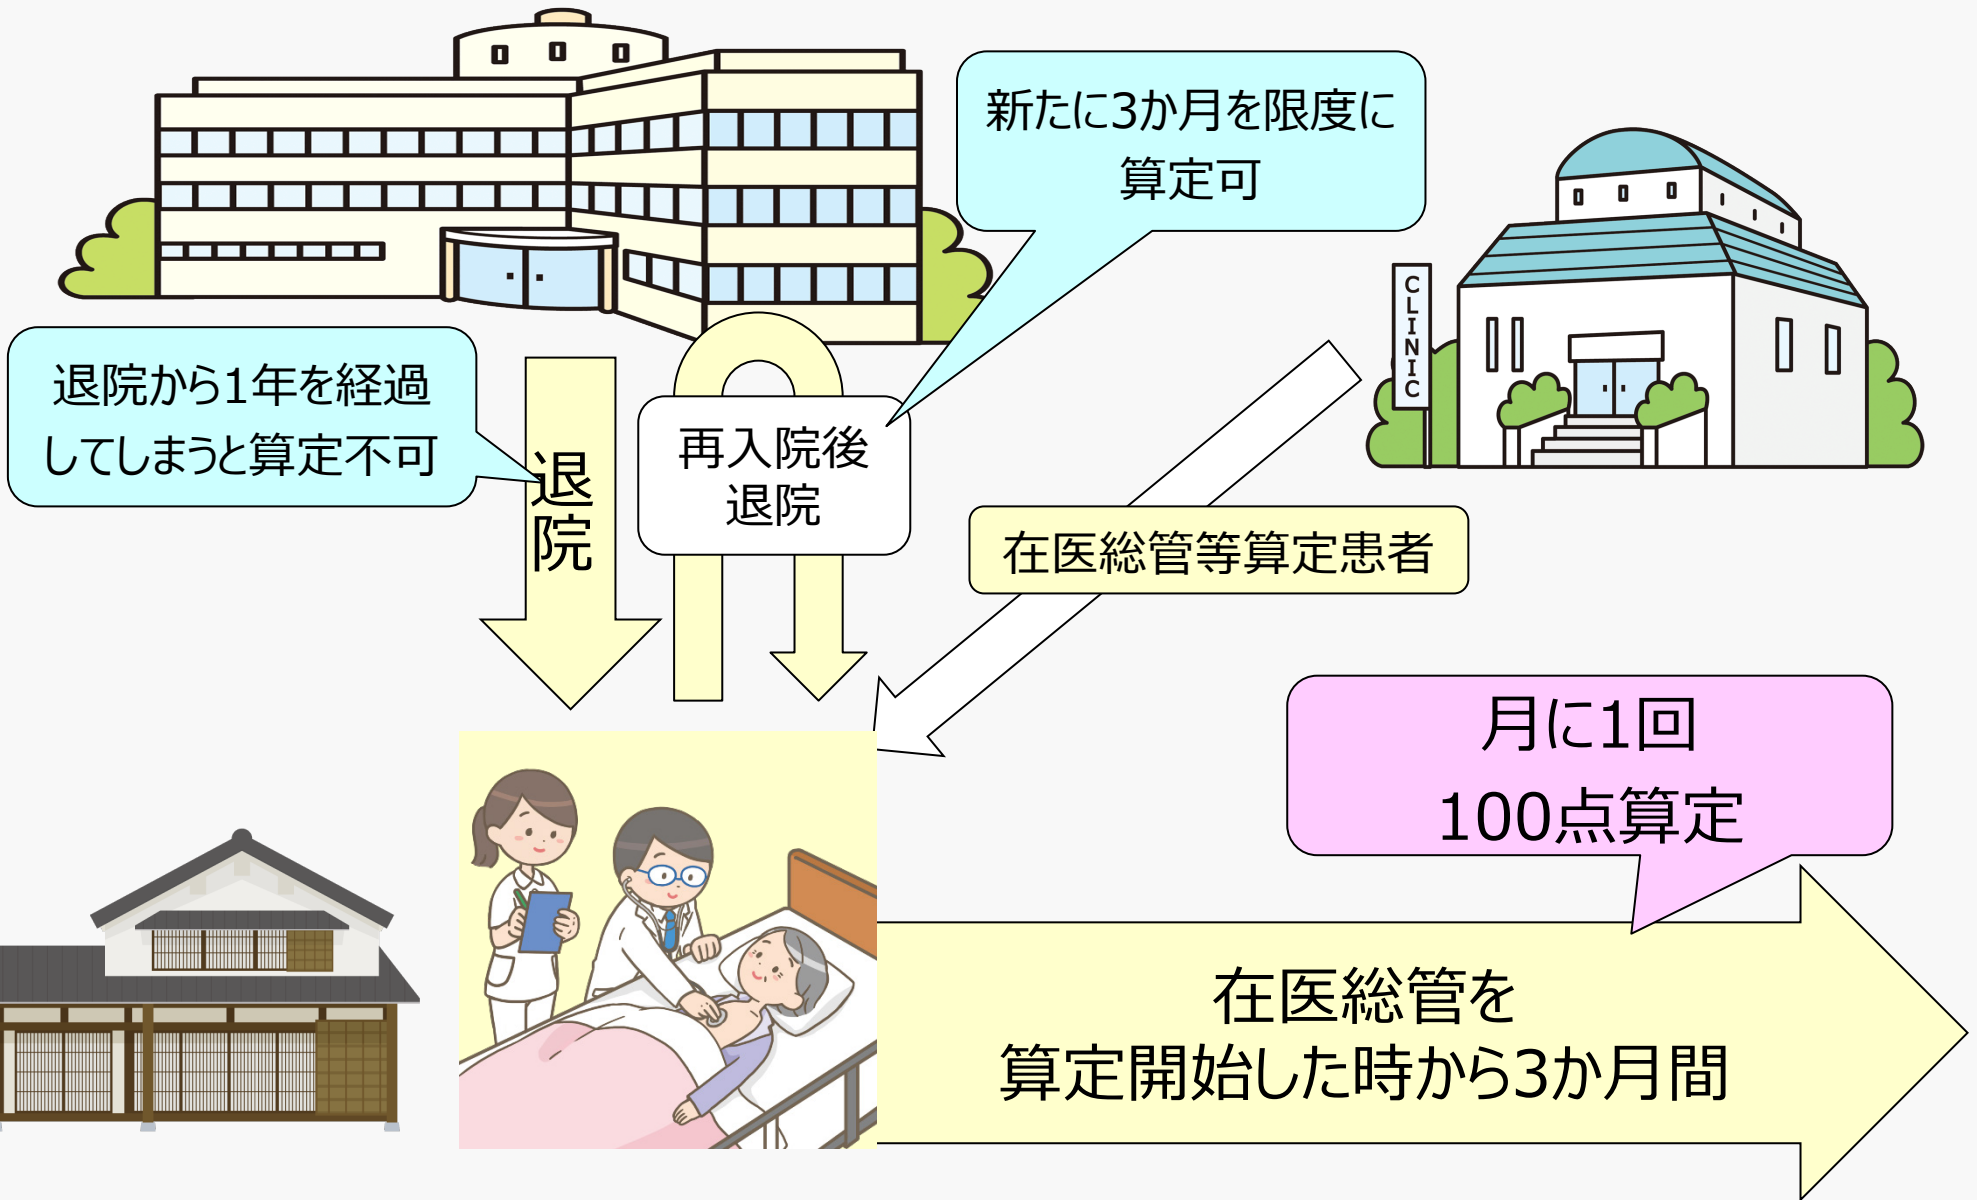 新たに3か月を限度に
算定可
CLINIC
退院から1年を経過
してしまうと算定不可
退院
再入院後
退院
在医総管等算定患者
月に1回
100点算定
在医総管を
算定開始した時から3か月間